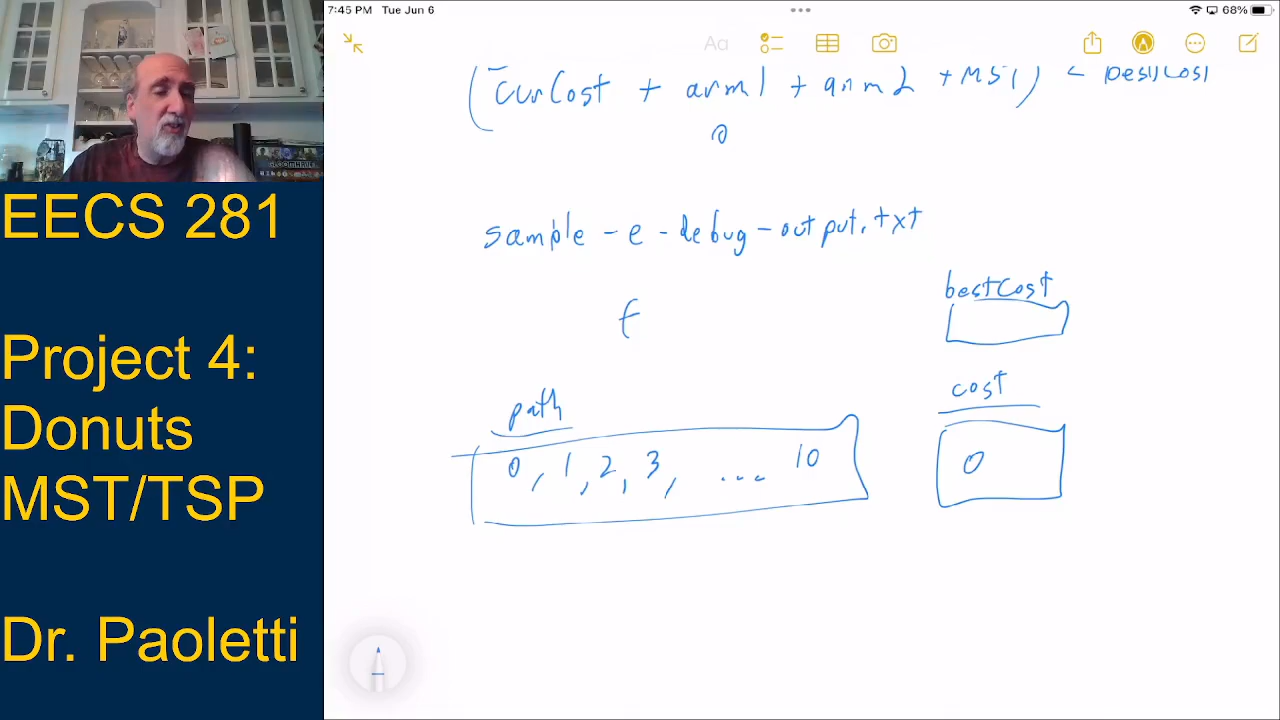 7:45 PM Tue Jun 6
68%
Aa
(curCost + arm1 + arm2 + MST) < bestCost
0
sample-e-debug-output.txt
bestCost
f
path
cost
0, 1, 2, 3, ... 10
0
EECS 281
Project 4:
Donuts
MST/TSP
Dr. Paoletti